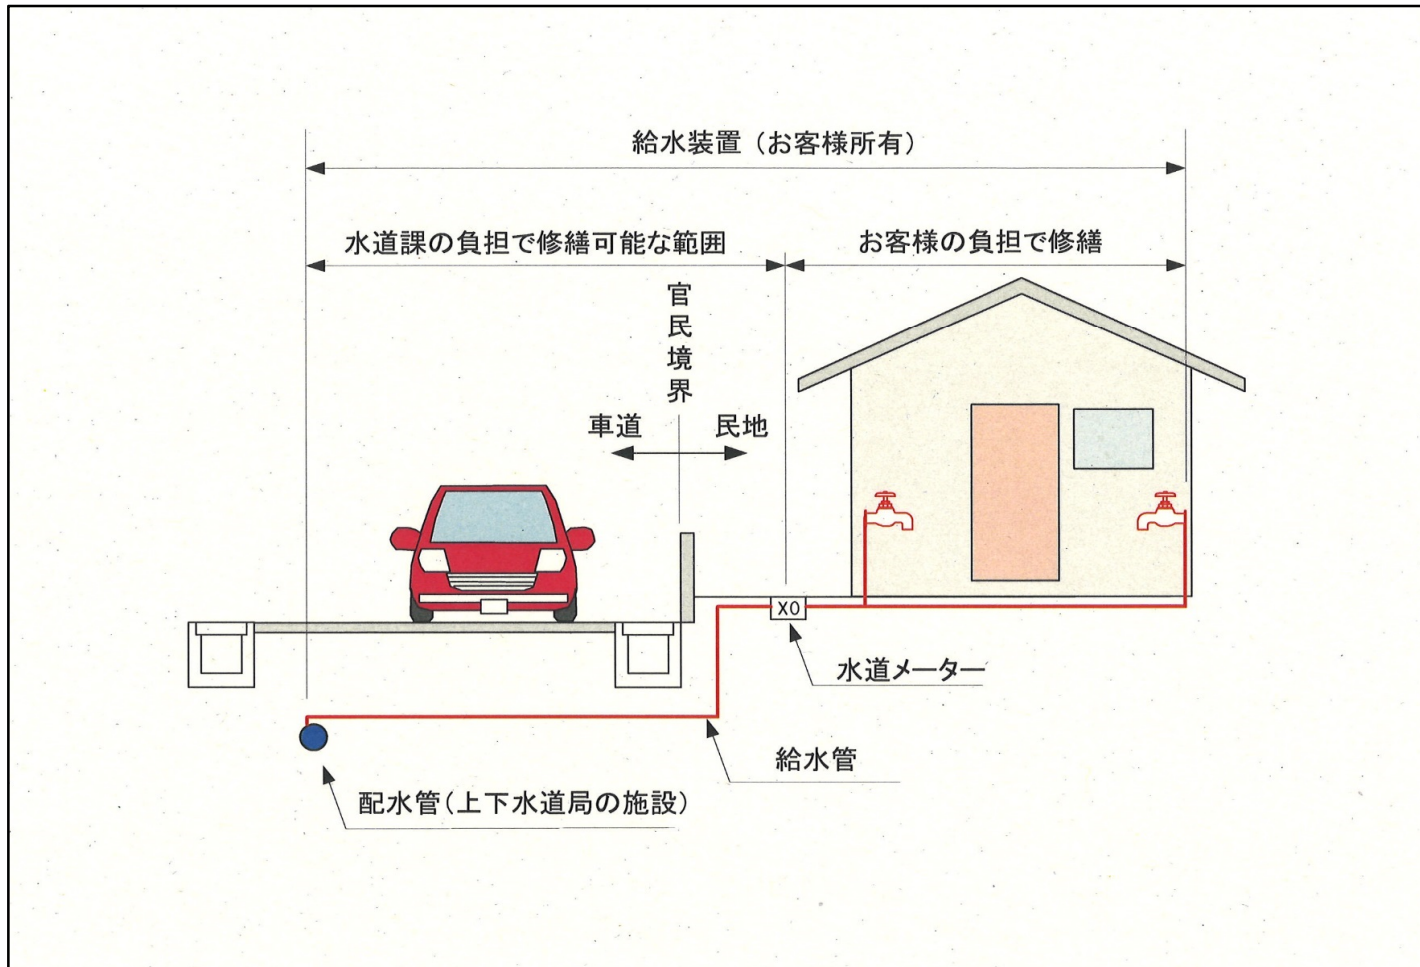 給水装置（お客様所有）
水道課の負担で修繕可能な範囲
お客様の負担で修繕
官民境界
車道
民地
XO
水道メーター
給水管
配水管（上下水道局の施設）